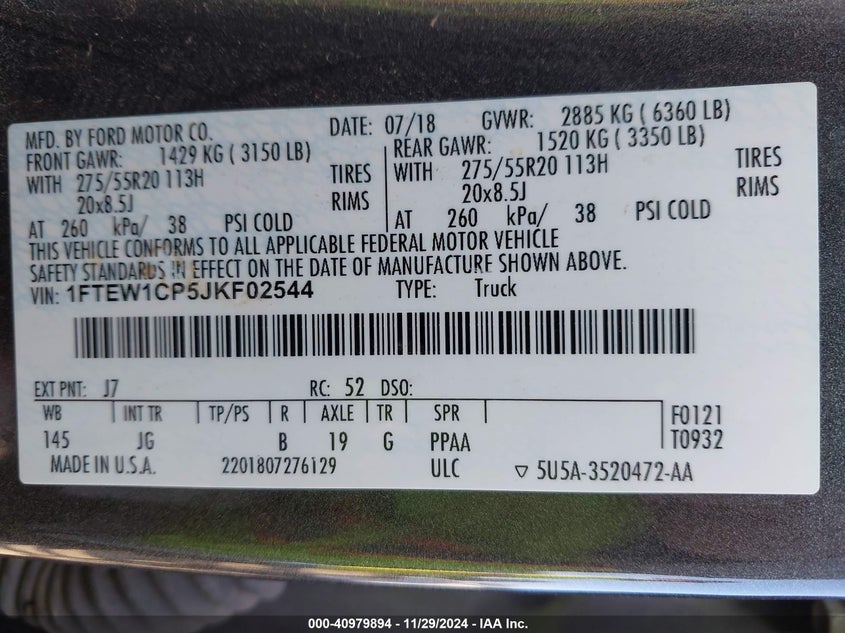 MFD. BY FORD MOTOR CO. DATE: 07/18 GVWR: 2885 KG ( 6360 LB)
FRONT GAWR: 1429 KG ( 3150 LB) REAR GAWR: 1520 KG ( 3350 LB)
WITH 275/55R20 113H TIRES WITH 275/55R20 113H TIRES
20x8.5J RIMS 20x8.5J RIMS
AT 260 kPa/ 38 PSI COLD AT 260 kPa/ 38 PSI COLD
THIS VEHICLE CONFORMS TO ALL APPLICABLE FEDERAL MOTOR VEHICLE
SAFETY STANDARDS IN EFFECT ON THE DATE OF MANUFACTURE SHOWN ABOVE.
VIN: 1FTEW1CP5JKF02544 TYPE: Truck
EXT PNT: J7 RC: 52 DSO:
WB INT TR TP/PS R AXLE TR SPR F0121
145 JG B 19 G PPAA T0932
MADE IN U.S.A. 2201807276129 ULC ▽ 5U5A-3520472-AA
000-40979894 - 11/29/2024 - IAA Inc.